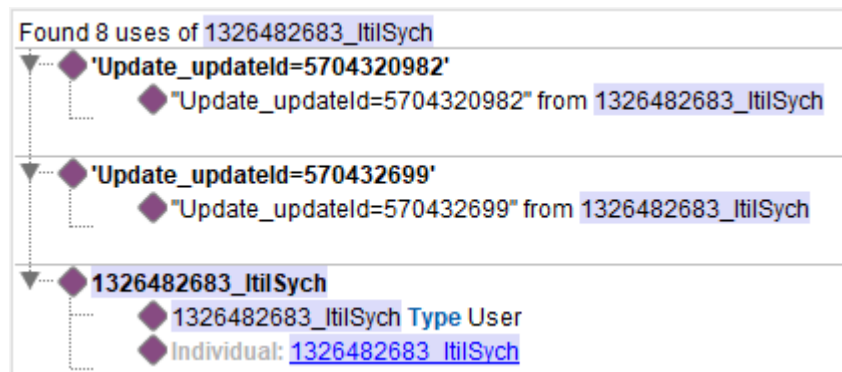 Found 8 uses of 1326482683_ItilSych
'Update_updateId=5704320982'
"Update_updateId=5704320982" from 1326482683_ItilSych
'Update_updateId=570432699'
"Update_updateId=570432699" from 1326482683_ItilSych
1326482683_ItilSych
1326482683_ItilSych Type User
Individual: 1326482683_ItilSych